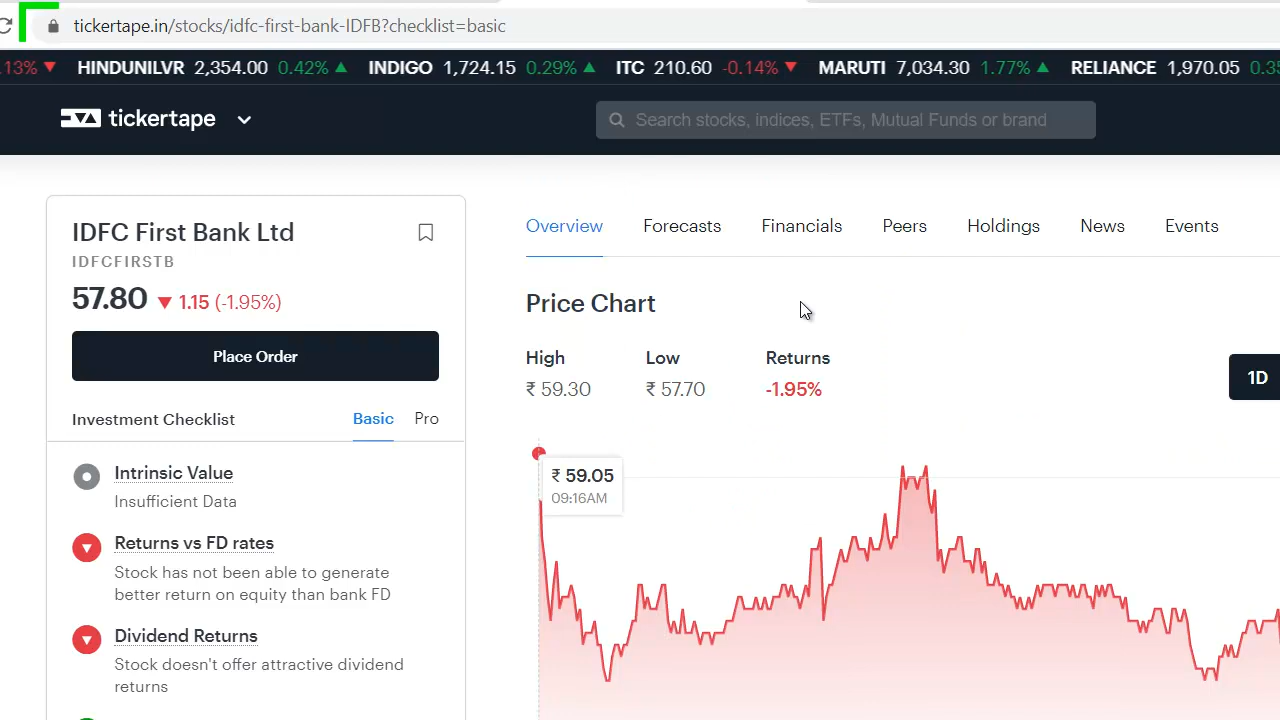 tickertape.in/stocks/idfc-first-bank-IDFB?checklist=basic
.13% ▼ HINDUNILVR 2,354.00 0.42% ▲ INDIGO 1,724.15 0.29% ▲ ITC 210.60 -0.14% ▼ MARUTI 7,034.30 1.77% ▲ RELIANCE 1,970.05
tickertape
Search stocks, indices, ETFs, Mutual Funds or brand
IDFC First Bank Ltd
IDFCFIRSTB
57.80 ▼ 1.15 (-1.95%)
Place Order
Investment Checklist Basic Pro
Intrinsic Value
Insufficient Data
Returns vs FD rates
Stock has not been able to generate
better return on equity than bank FD
Dividend Returns
Stock doesn't offer attractive dividend
returns
Overview Forecasts Financials Peers Holdings News Events
Price Chart
High Low Returns
₹ 59.30 ₹ 57.70 -1.95%
1D
₹ 59.05
09:16AM